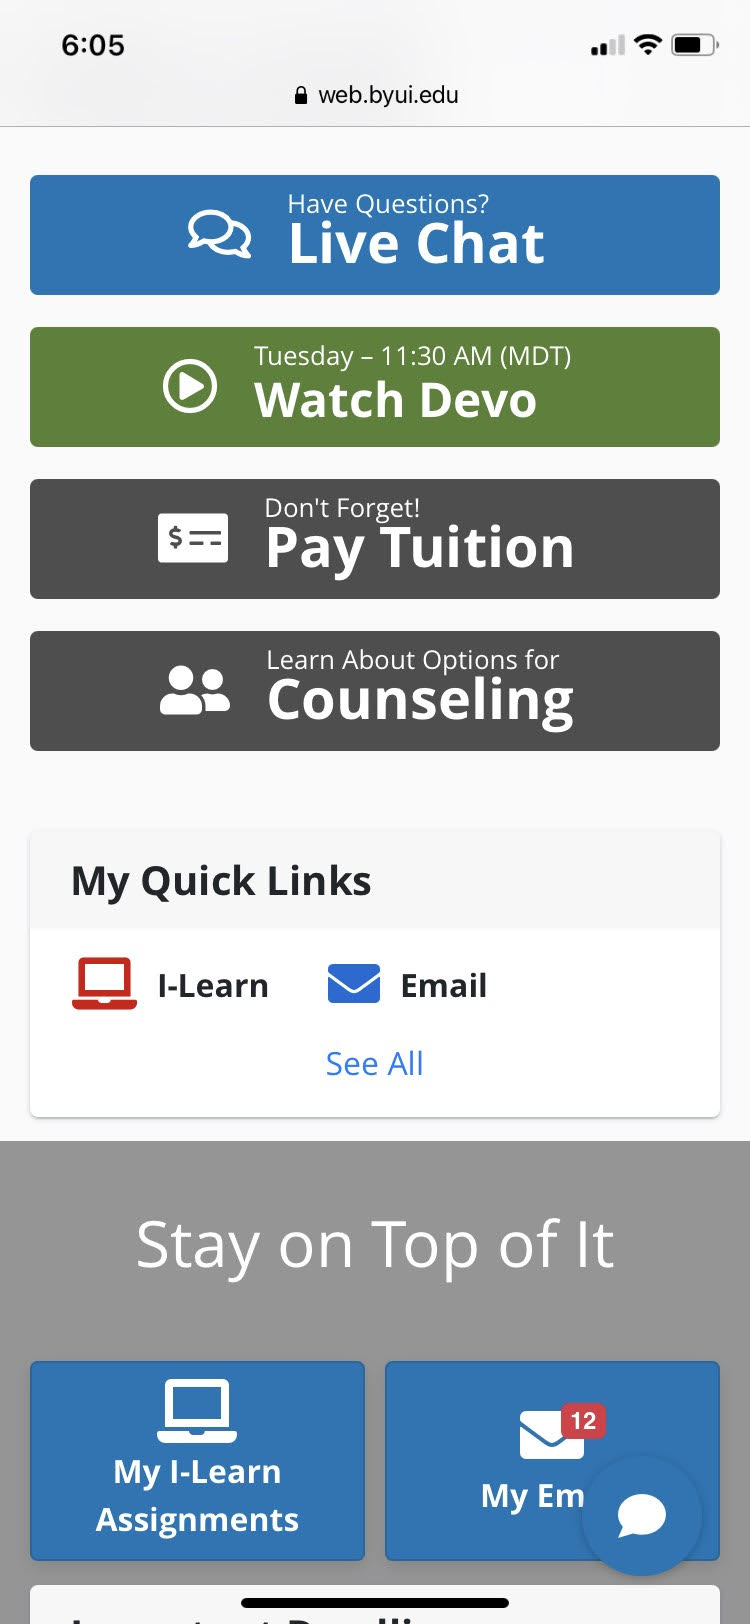 6:05
web.byui.edu
Have Questions?
Live Chat
Tuesday – 11:30 AM (MDT)
Watch Devo
Don't Forget!
Pay Tuition
$
Learn About Options for
Counseling
My Quick Links
I-Learn
Email
See All
Stay on Top of It
My I-Learn
Assignments
12
My Em